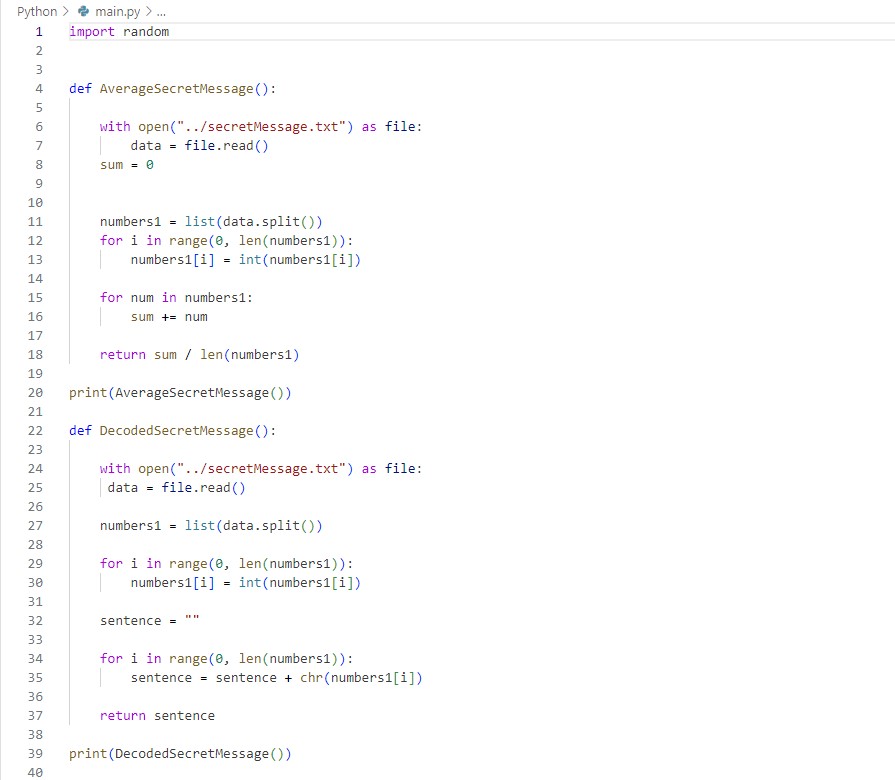 Python > main.py > ...
1 import random
2
3
4 def AverageSecretMessage():
5
6     with open("../secretMessage.txt") as file:
7         data = file.read()
8     sum = 0
9
10
11     numbers1 = list(data.split())
12     for i in range(0, len(numbers1)):
13         numbers1[i] = int(numbers1[i])
14
15     for num in numbers1:
16         sum += num
17
18     return sum / len(numbers1)
19
20 print(AverageSecretMessage())
21
22 def DecodedSecretMessage():
23
24     with open("../secretMessage.txt") as file:
25      data = file.read()
26
27     numbers1 = list(data.split())
28
29     for i in range(0, len(numbers1)):
30         numbers1[i] = int(numbers1[i])
31
32     sentence = ""
33
34     for i in range(0, len(numbers1)):
35         sentence = sentence + chr(numbers1[i])
36
37     return sentence
38
39 print(DecodedSecretMessage())
40